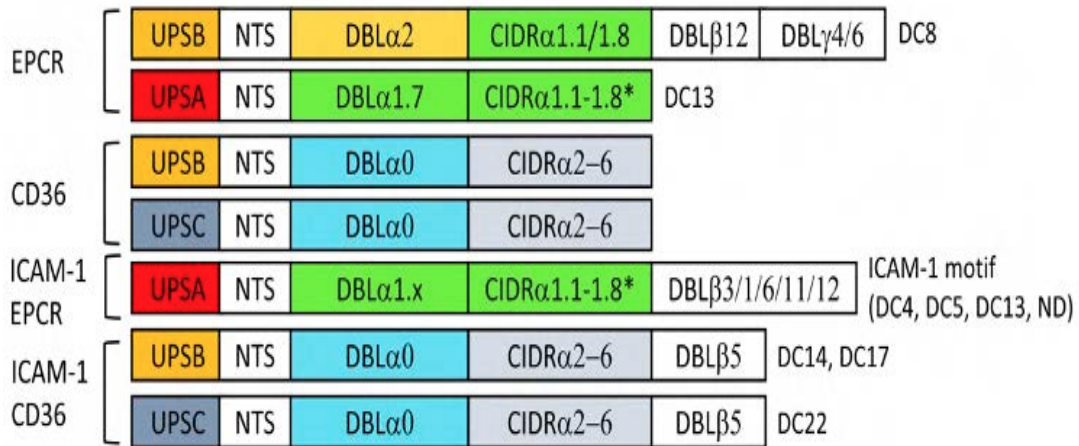 EPCR
UPSB NTS DBLα2 CIDRα1.1/1.8 DBLβ12 DBLγ4/6 DC8
UPSA NTS DBLα1.7 CIDRα1.1-1.8* DC13
CD36
UPSB NTS DBLα0 CIDRα2–6
UPSC NTS DBLα0 CIDRα2–6
ICAM-1
EPCR
UPSA NTS DBLα1.x CIDRα1.1-1.8* DBLβ3/1/6/11/12
ICAM-1 motif
(DC4, DC5, DC13, ND)
ICAM-1
CD36
UPSB NTS DBLα0 CIDRα2–6 DBLβ5 DC14, DC17
UPSC NTS DBLα0 CIDRα2–6 DBLβ5 DC22